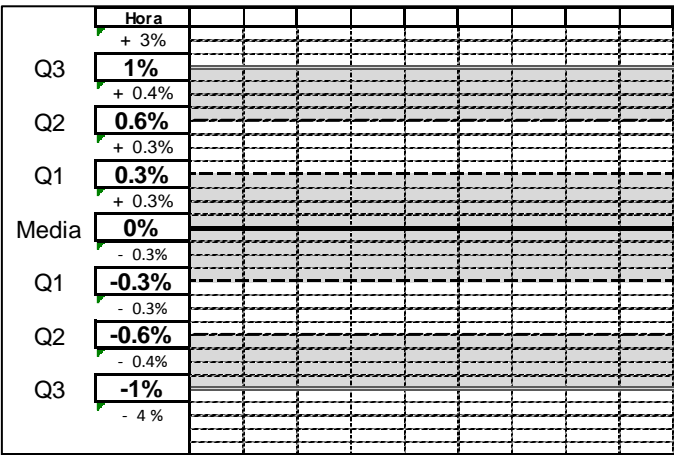 Hora
+ 3%
Q3 1%
+ 0.4%
Q2 0.6%
+ 0.3%
Q1 0.3%
+ 0.3%
Media 0%
- 0.3%
Q1 -0.3%
- 0.3%
Q2 -0.6%
- 0.4%
Q3 -1%
- 4 %